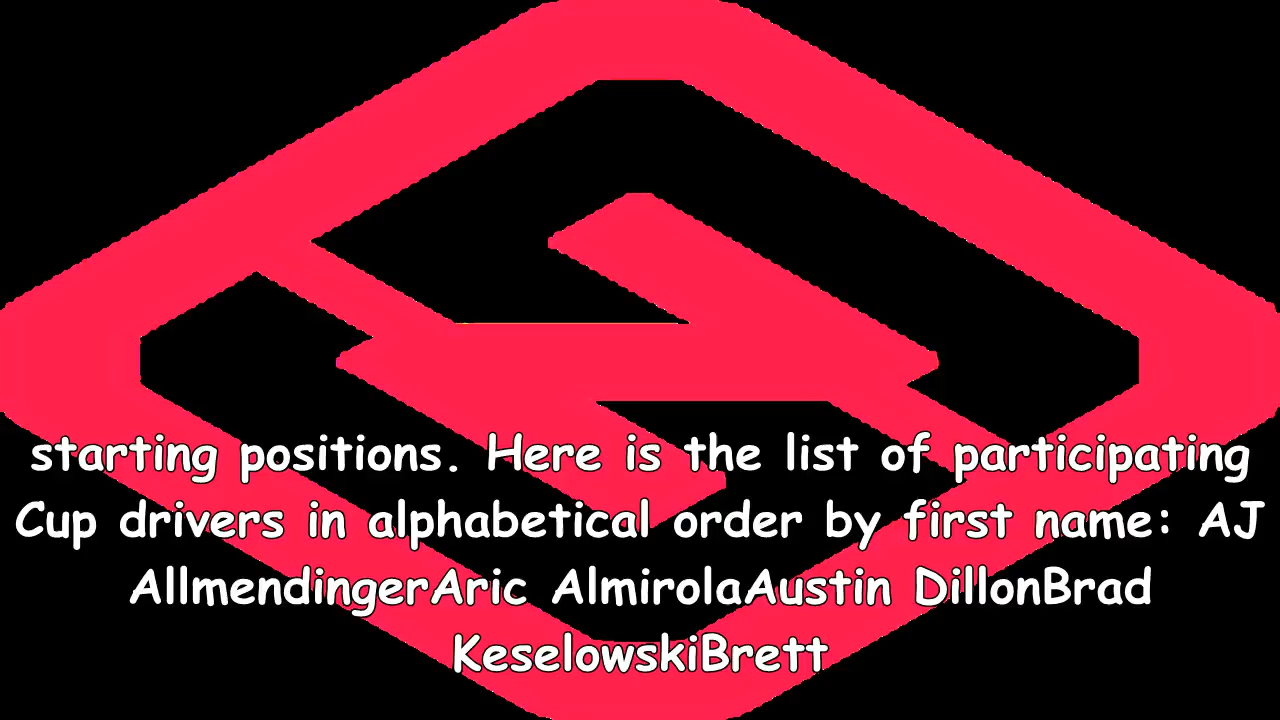 starting positions. Here is the list of participating
Cup drivers in alphabetical order by first name: AJ
AllmendingerAric AlmirolaAustin DillonBrad
KeselowskiBrett